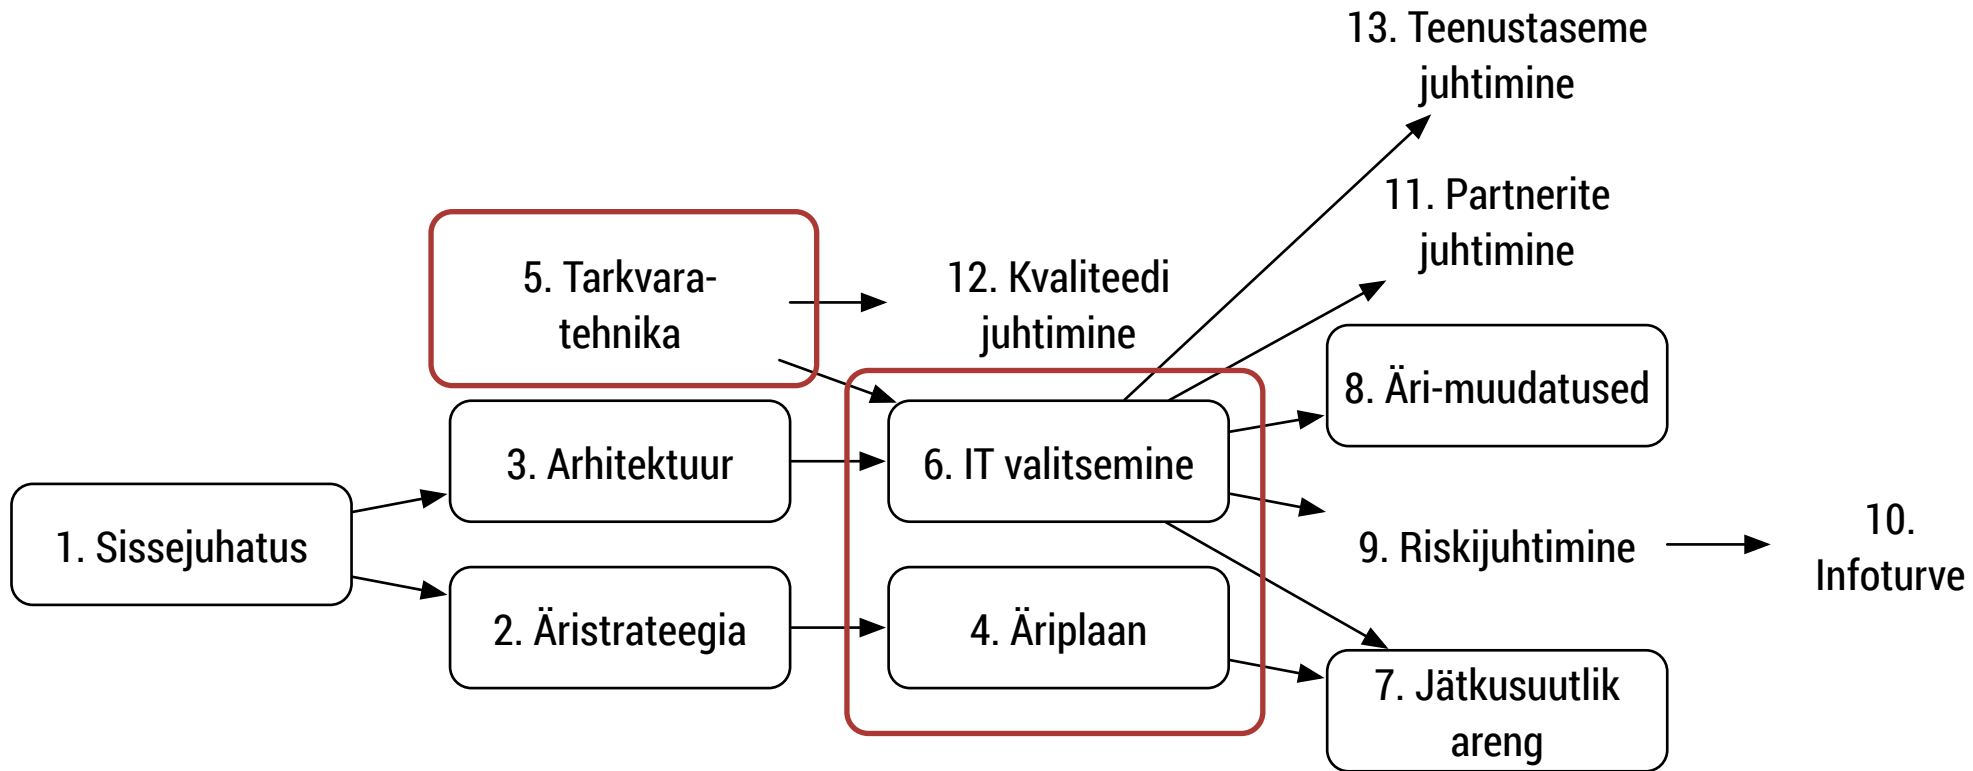 13. Teenustaseme
juhtimine
11. Partnerite
juhtimine
5. Tarkvara-
tehnika
12. Kvaliteedi
juhtimine
8. Äri-muudatused
3. Arhitektuur
6. IT valitsemine
1. Sissejuhatus
9. Riskijuhtimine
10.
Infoturve
2. Äristrateegia
4. Äriplaan
7. Jätkusuutlik
areng